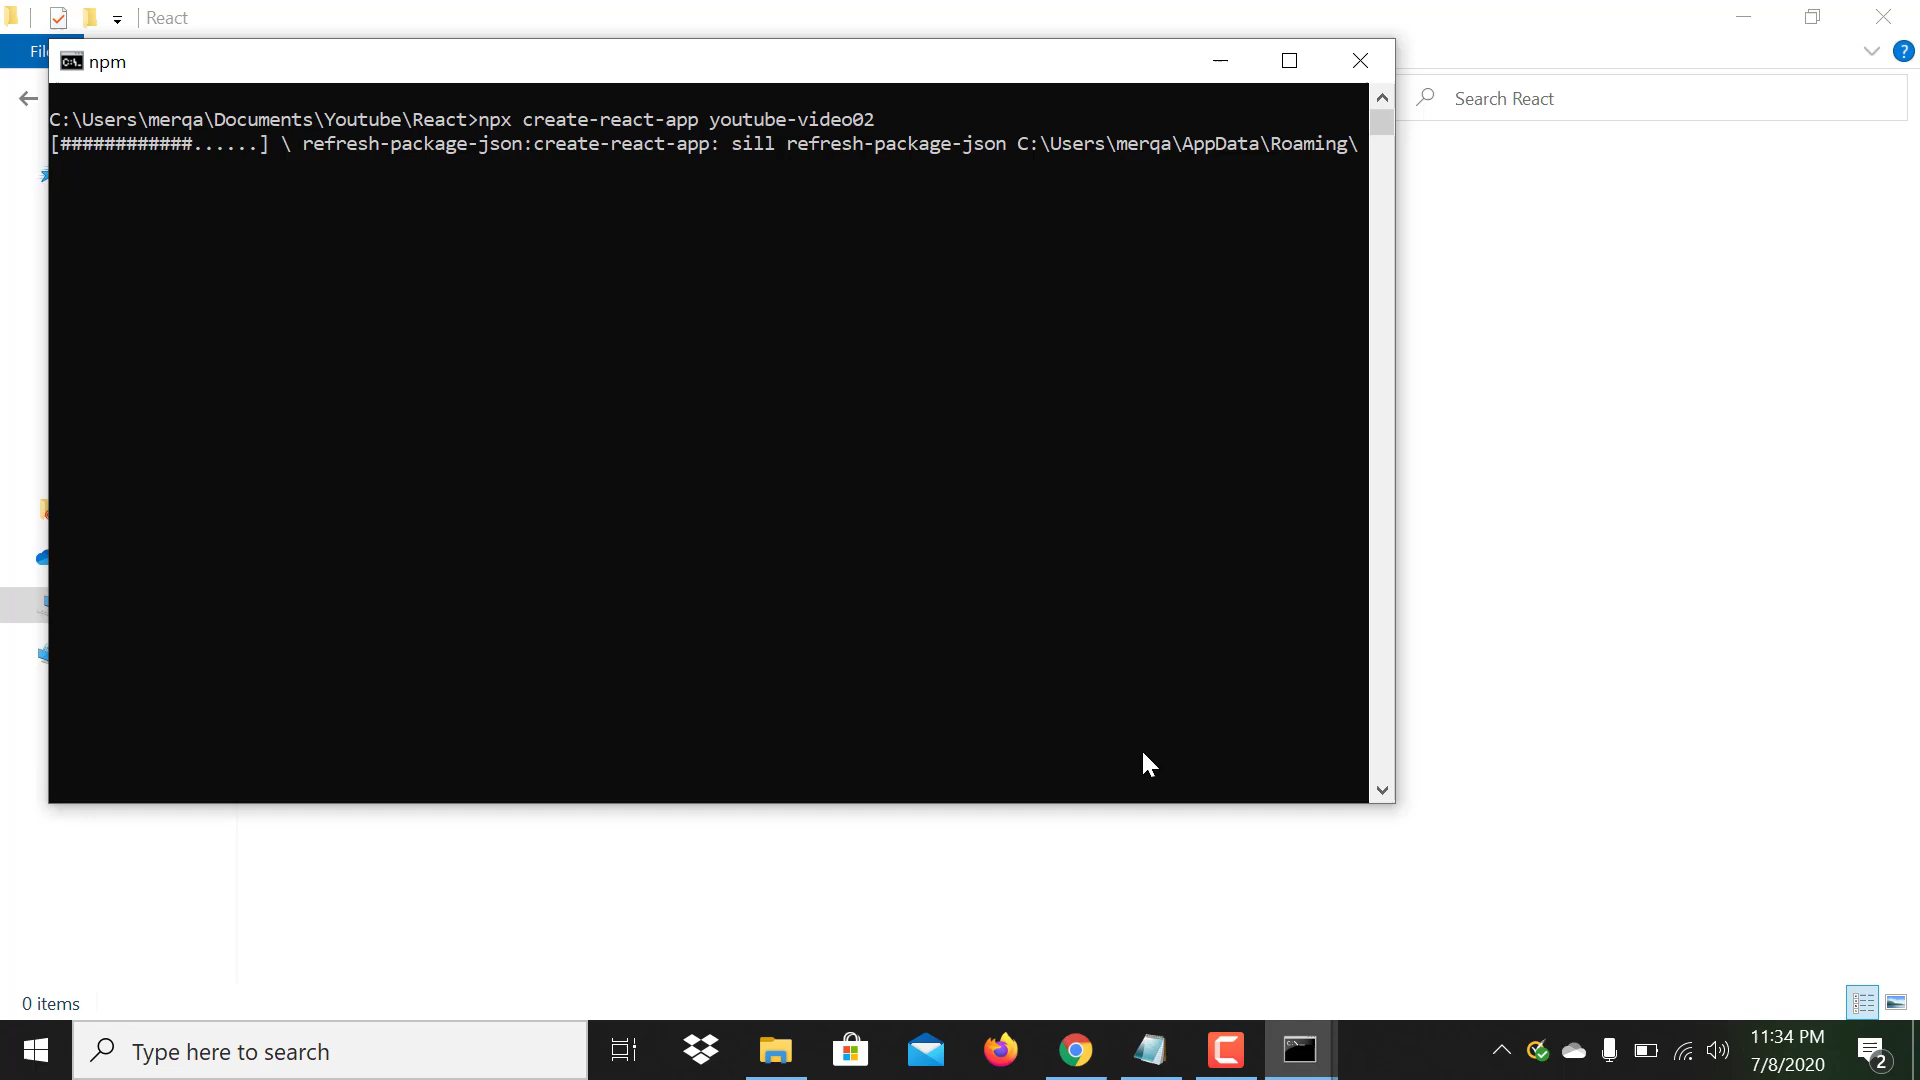 React
Fil
npm
?
Search React
C:\Users\merqa\Documents\Youtube\React>npx create-react-app youtube-video02
[############......] \ refresh-package-json:create-react-app: sill refresh-package-json C:\Users\merqa\AppData\Roaming\
0 items
Type here to search
11:34 PM
7/8/2020
2